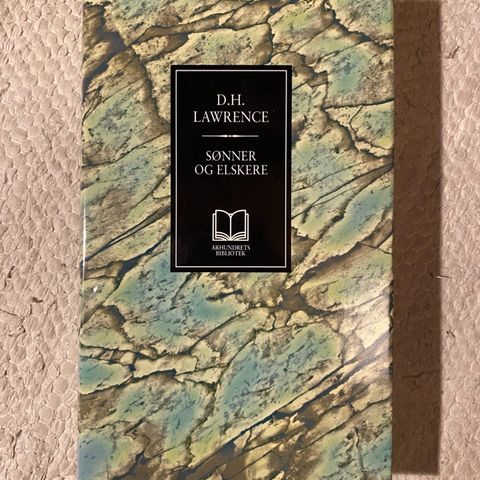 D.H.
LAWRENCE
SØNNER
OG ELSKERE
ÅRHUNDRETS
BIBLIOTEK